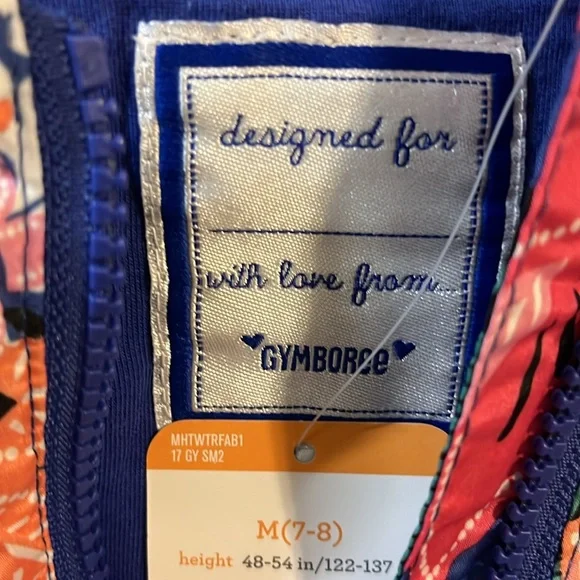 designed for
with love from...
GYMBOREE
MHTWTRFAB1
17 GY SM2
M(7-8)
height 48-54 in/122-137